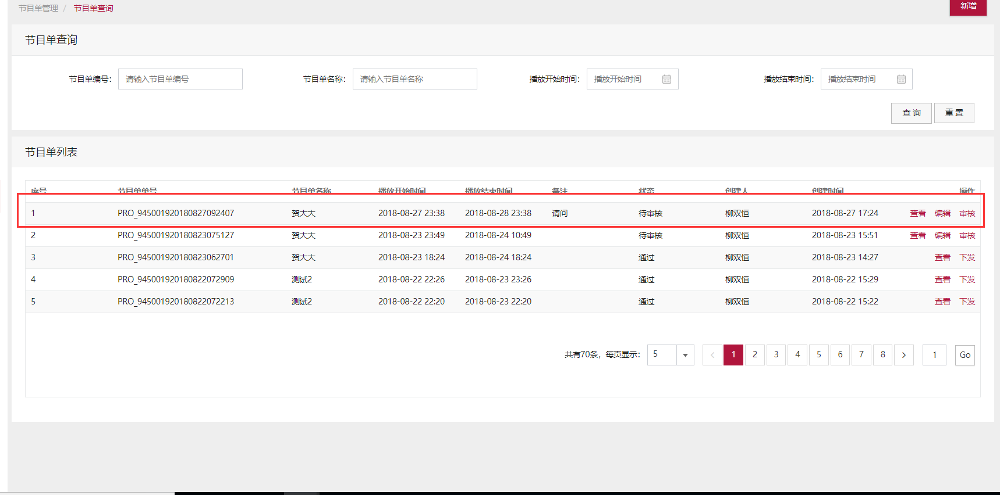 节目单管理 / 节目单查询
新增
节目单查询
节目单编号： 请输入节目单编号 节目单名称： 请输入节目单名称 播放开始时间： 播放开始时间 播放结束时间： 播放结束时间
查 询 重 置
节目单列表
序号 节目单单号 节目单名称 播放开始时间 播放结束时间 备注 状态 创建人 创建时间 操作
1 PRO_945001920180827092407 贺大大 2018-08-27 23:38 2018-08-28 23:38 请问 待审核 柳双恒 2018-08-27 17:24 查看 编辑 审核
2 PRO_945001920180823075127 贺大大 2018-08-23 23:49 2018-08-24 10:49 待审核 柳双恒 2018-08-23 15:51 查看 编辑 审核
3 PRO_945001920180823062701 贺大大 2018-08-23 18:24 2018-08-24 18:24 通过 柳双恒 2018-08-23 14:27 查看 下发
4 PRO_945001920180822072909 测试2 2018-08-22 22:26 2018-08-23 23:26 通过 柳双恒 2018-08-22 15:29 查看 下发
5 PRO_945001920180822072213 测试2 2018-08-22 22:20 2018-08-23 22:20 通过 柳双恒 2018-08-22 15:22 查看 下发
共有70条，每页显示： 5 < 1 2 3 4 5 6 7 8 > 1 Go